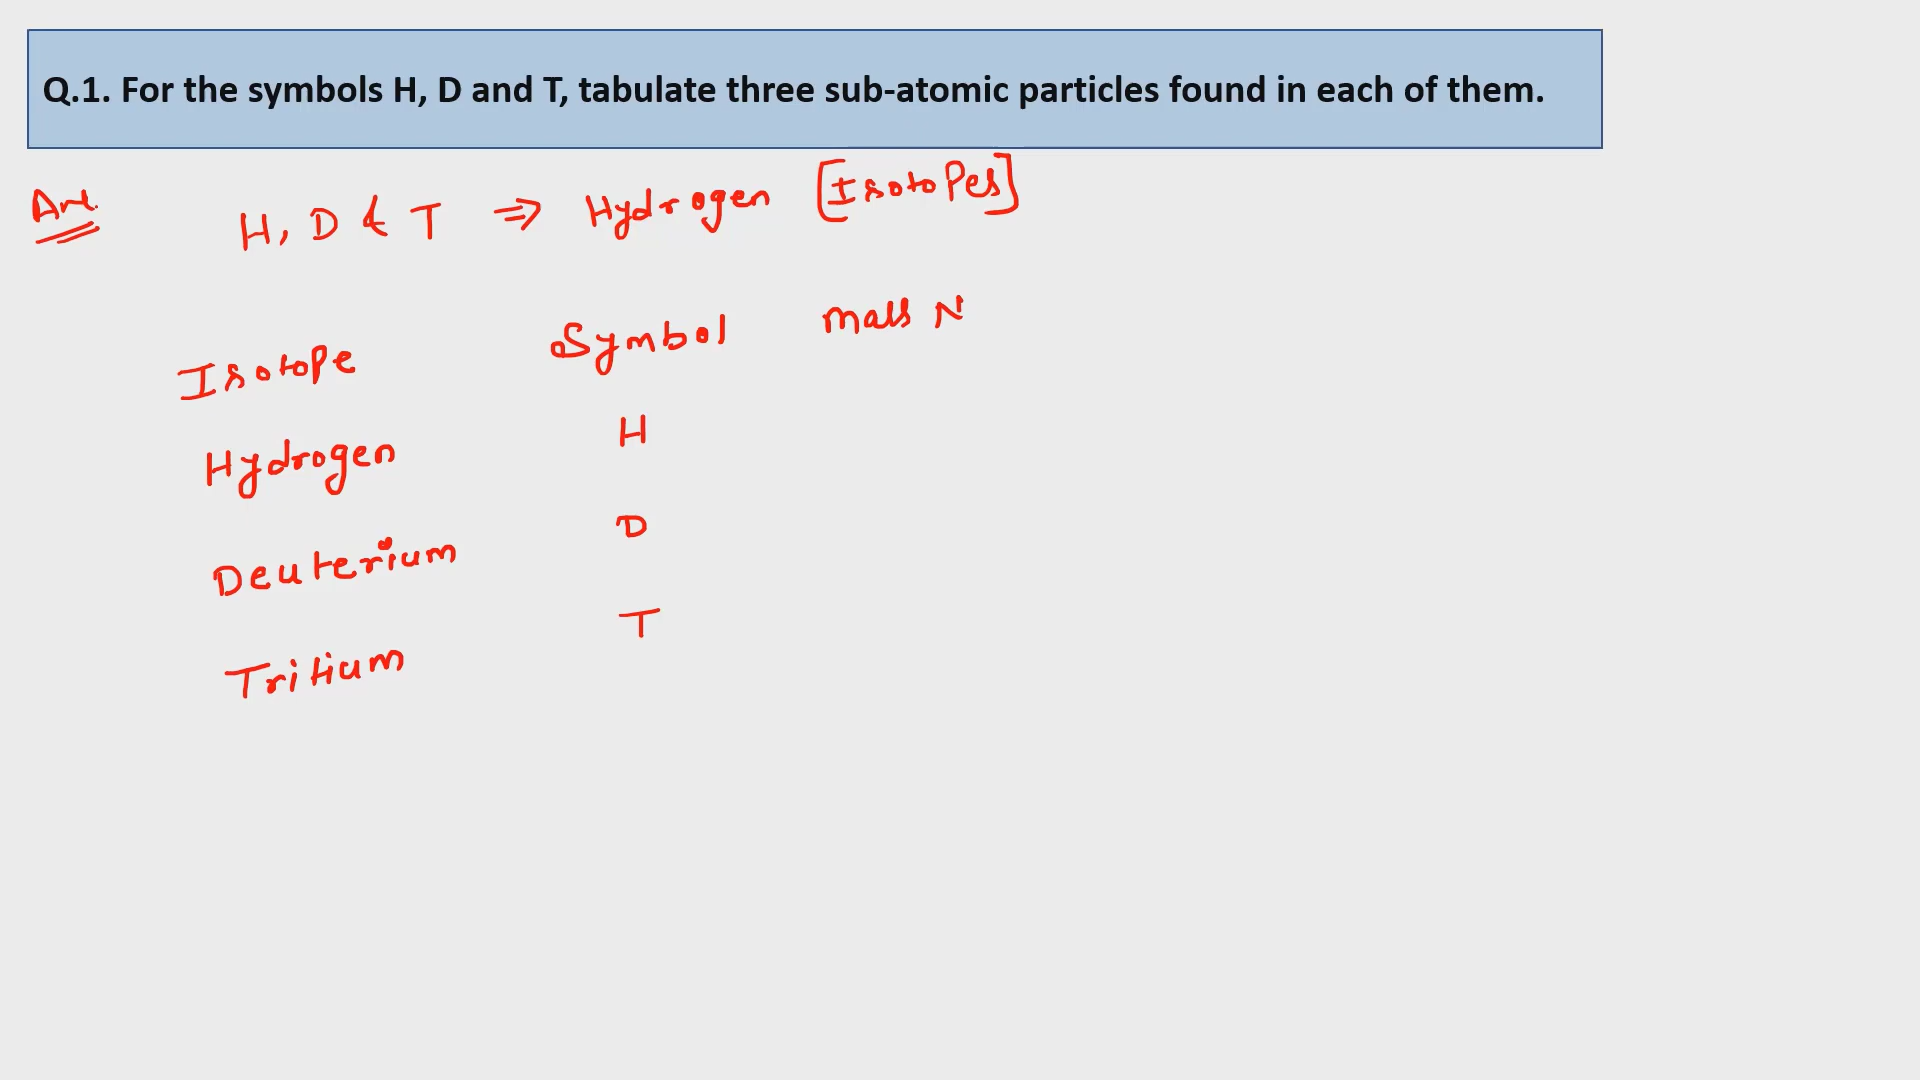 Q.1. For the symbols H, D and T, tabulate three sub-atomic particles found in each of them.
Ans.
H, D & T ⇒ Hydrogen [Isotopes]
Isotope Symbol Mass N
Hydrogen H
Deuterium D
Tritium T